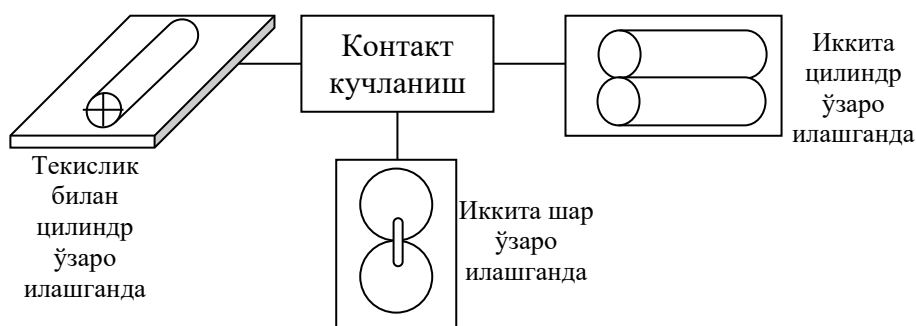 Контакт
кучланиш
Текислик
билан
цилиндр
ўзаро
илашганда
Иккита шар
ўзаро
илашганда
Иккита
цилиндр
ўзаро
илашганда